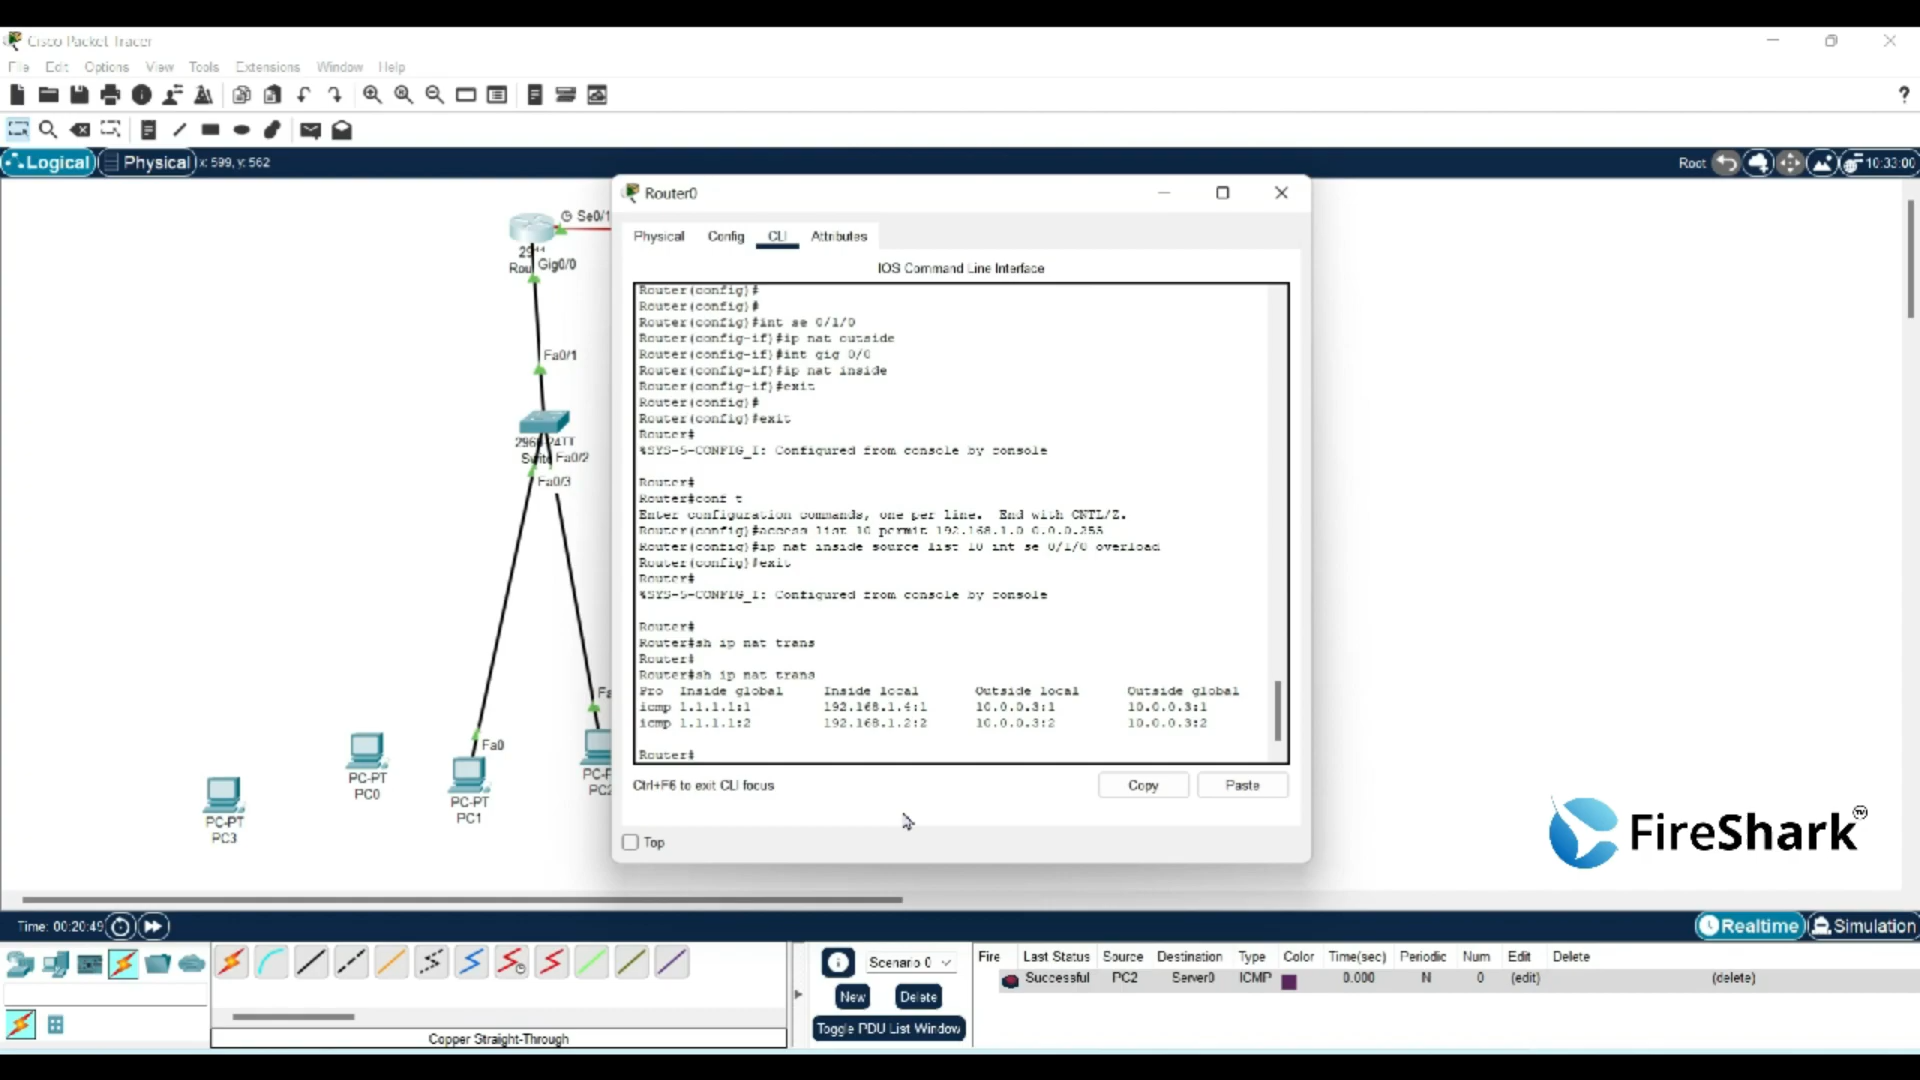 Cisco Packet Tracer
File Edit Options View Tools Extensions Window Help
?
Logical Physical x: 599, y: 562 Root 10:33:00
Router0
Physical Config CLI Attributes
IOS Command Line Interface
Router(config)#
Router(config)#
Router(config)#int se 0/1/0
Router(config-if)#ip nat outside
Router(config-if)#int gig 0/0
Router(config-if)#ip nat inside
Router(config-if)#exit
Router(config)#
Router(config)#exit
Router#
%SYS-5-CONFIG_I: Configured from console by console
Router#
Router#conf t
Enter configuration commands, one per line. End with CNTL/Z.
Router(config)#access list 10 permit 192.168.1.0 0.0.0.255
Router(config)#ip nat inside source list 10 int se 0/1/0 overload
Router(config)#exit
Router#
%SYS-5-CONFIG_I: Configured from console by console
Router#
Router#sh ip nat trans
Router#
Router#sh ip nat trans
Pro Inside global Inside local Outside local Outside global
icmp 1.1.1.1:1 192.168.1.4:1 10.0.0.3:1 10.0.0.3:1
icmp 1.1.1.1:2 192.168.1.2:2 10.0.0.3:2 10.0.0.3:2
Router#
Ctrl+F6 to exit CLI focus
Copy Paste
Top
Se0/1
Rou
Gig0/0
Fa0/1
Fa0/2
Fa0/3
Fa0
PC-PT
PC0
PC-PT
PC1
PC-PT
PC3
FireShark TM
Time: 00:20:49 Realtime Simulation
Scenario 0
New Delete
Toggle PDU List Window
Copper Straight-Through
Fire Last Status Source Destination Type Color Time(sec) Periodic Num Edit Delete
Successful PC2 Server0 ICMP 0.000 N 0 (edit) (delete)